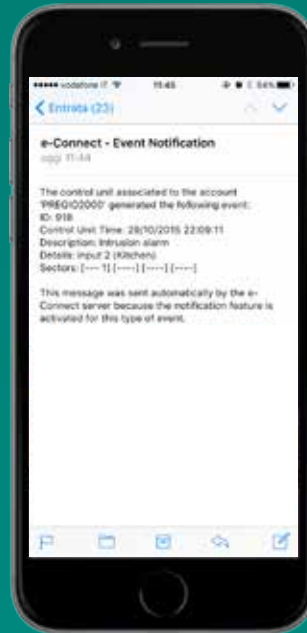 vodafone IT 11:45 54%
Entrata (23)
e-Connect - Event Notification
oggi 11:44
The control unit associated to the account
'PREGIO2000' generated the following event:
ID: 918
Control Unit Time: 29/10/2015 22:09:11
Description: Intrusion alarm
Details: Input 2 (Kitchen)
Sectors: [--- 1] [----] [----] [----]
This message was sent automatically by the e-
Connect server because the notification feature is
activated for this type of event.